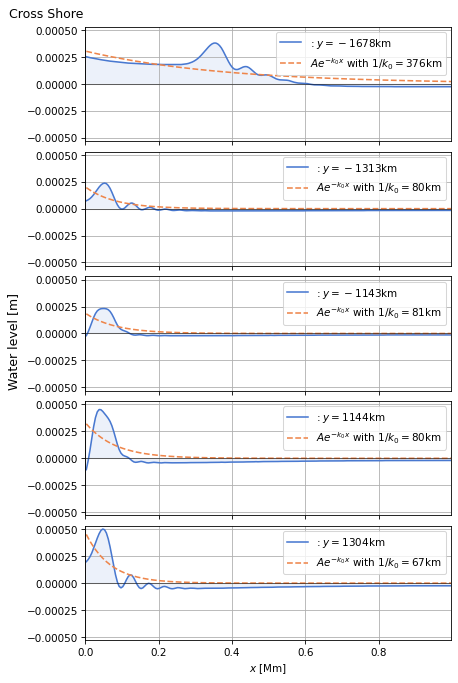 Cross Shore
Water level [m]
0.00050
0.00025
0.00000
−0.00025
−0.00050
: y = −1678km
Ae^{−k₀x} with 1/k₀ = 376km
0.00050
0.00025
0.00000
−0.00025
−0.00050
: y = −1313km
Ae^{−k₀x} with 1/k₀ = 80km
0.00050
0.00025
0.00000
−0.00025
−0.00050
: y = −1143km
Ae^{−k₀x} with 1/k₀ = 81km
0.00050
0.00025
0.00000
−0.00025
−0.00050
: y = 1144km
Ae^{−k₀x} with 1/k₀ = 80km
0.00050
0.00025
0.00000
−0.00025
−0.00050
: y = 1304km
Ae^{−k₀x} with 1/k₀ = 67km
0.0 0.2 0.4 0.6 0.8
x [Mm]